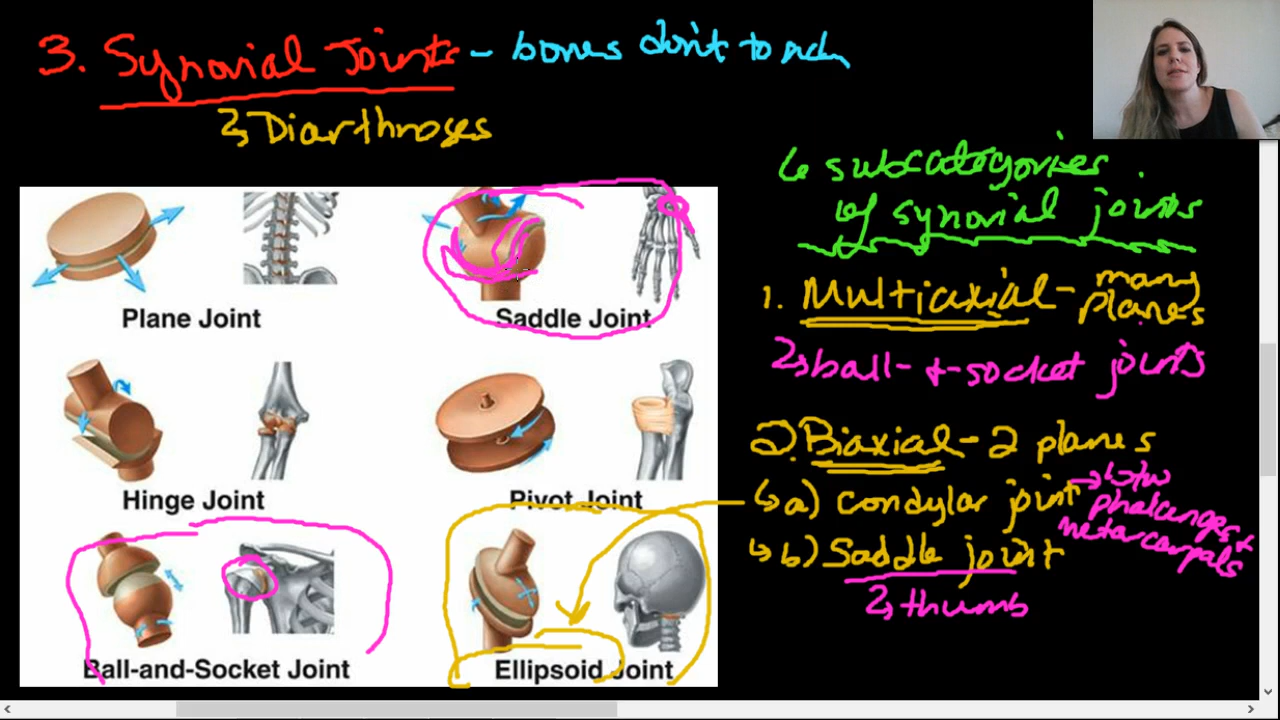 3. Synovial Joints - bones don't touch
↳ Diarthroses
6 subcategories
of synovial joints
1. Multiaxial - many planes
↳ ball-+-socket joints
2. Biaxial - 2 planes
↳ a) condylar joint → b/w phalanges + metacarpals
↳ b) Saddle joint
↳ thumb
Plane Joint
Saddle Joint
Hinge Joint
Pivot Joint
Ball-and-Socket Joint
Ellipsoid Joint